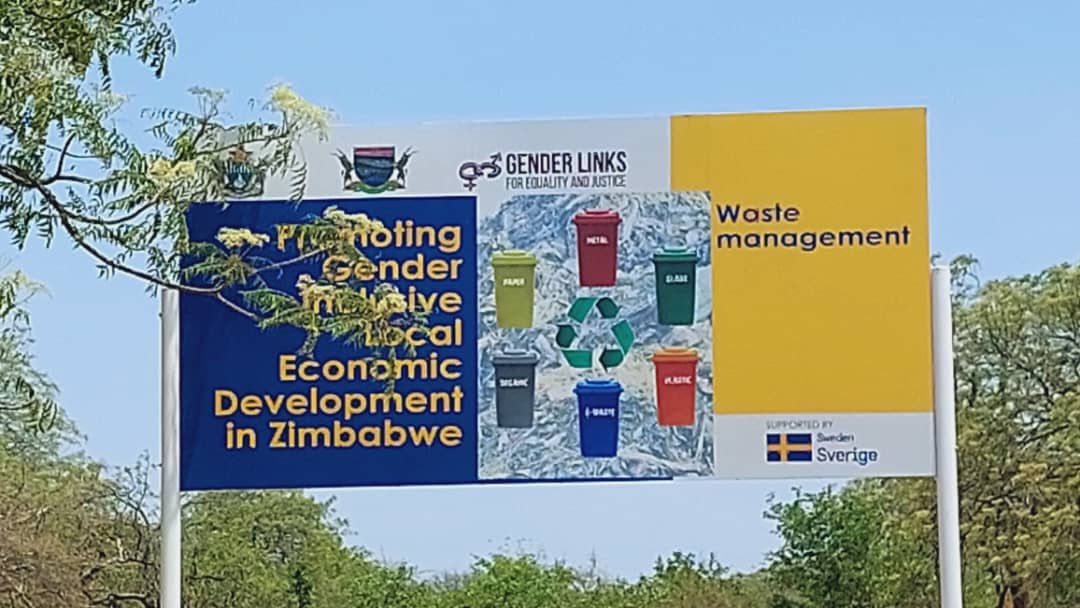 GENDER LINKS
FOR EQUALITY AND JUSTICE
Promoting
Gender
Inclusive
Local
Economic
Development
in Zimbabwe
METAL
PAPER
GLASS
ORGANIC
PLASTIC
E-WASTE
Waste
management
SUPPORTED BY
Sweden
Sverige